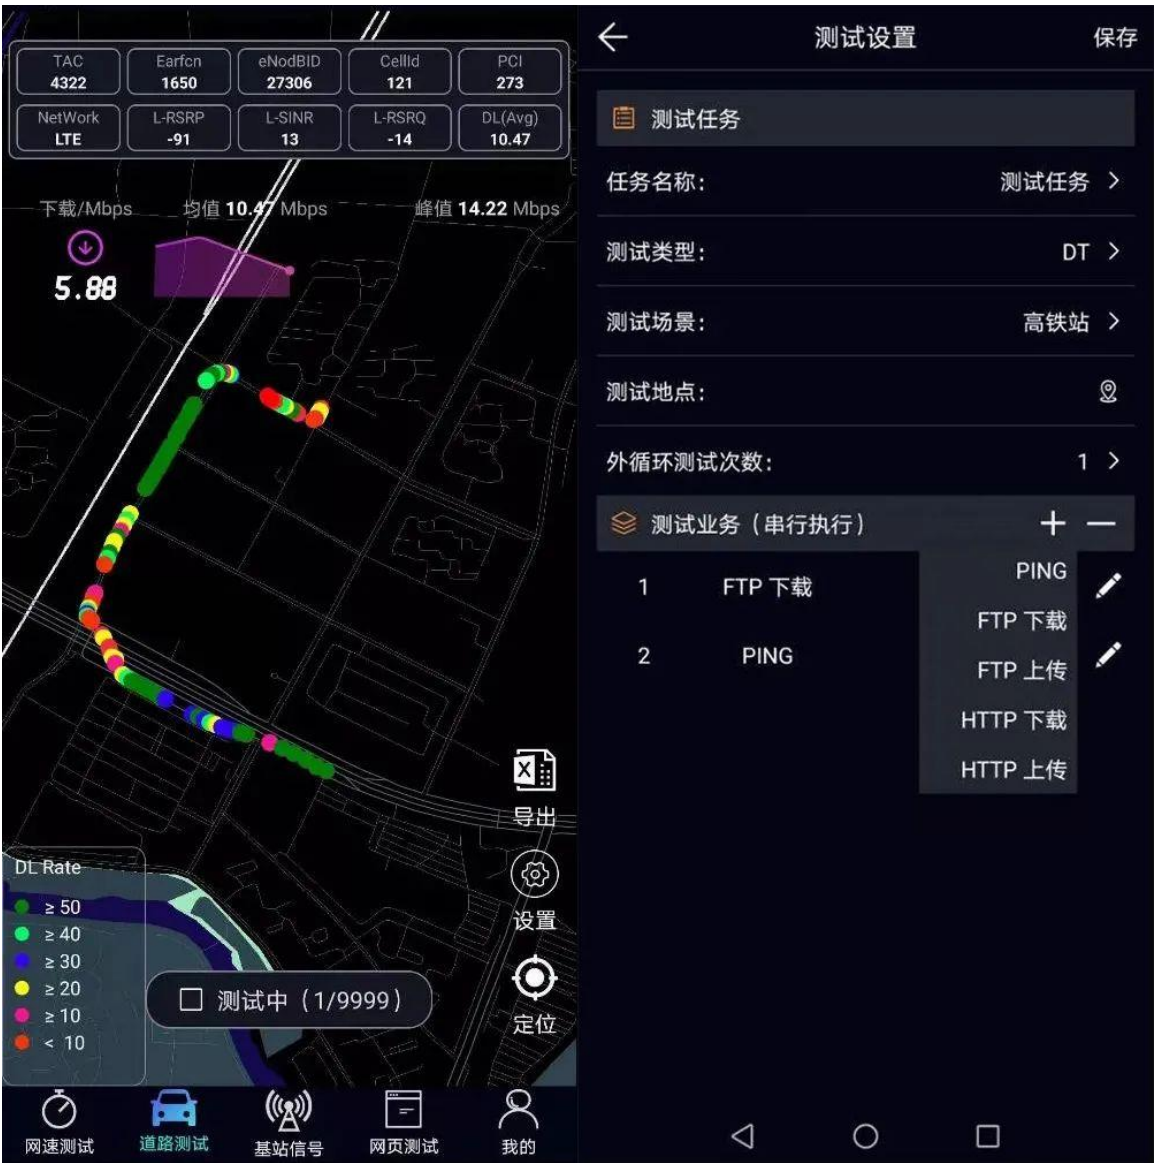 TAC Earfcn eNodBID CellId PCI
4322 1650 27306 121 273
NetWork L-RSRP L-SINR L-RSRQ DL(Avg)
LTE -91 13 -14 10.47
下载/Mbps 均值 10.47 Mbps 峰值 14.22 Mbps
5.88
导出
设置
定位
DL Rate
≥ 50
≥ 40
≥ 30
≥ 20
≥ 10
< 10
测试中（1/9999）
网速测试 道路测试 基站信号 网页测试 我的
测试设置 保存
测试任务
任务名称: 测试任务
测试类型: DT
测试场景: 高铁站
测试地点:
外循环测试次数: 1
测试业务（串行执行）
1 FTP 下载
2 PING
PING
FTP 下载
FTP 上传
HTTP 下载
HTTP 上传